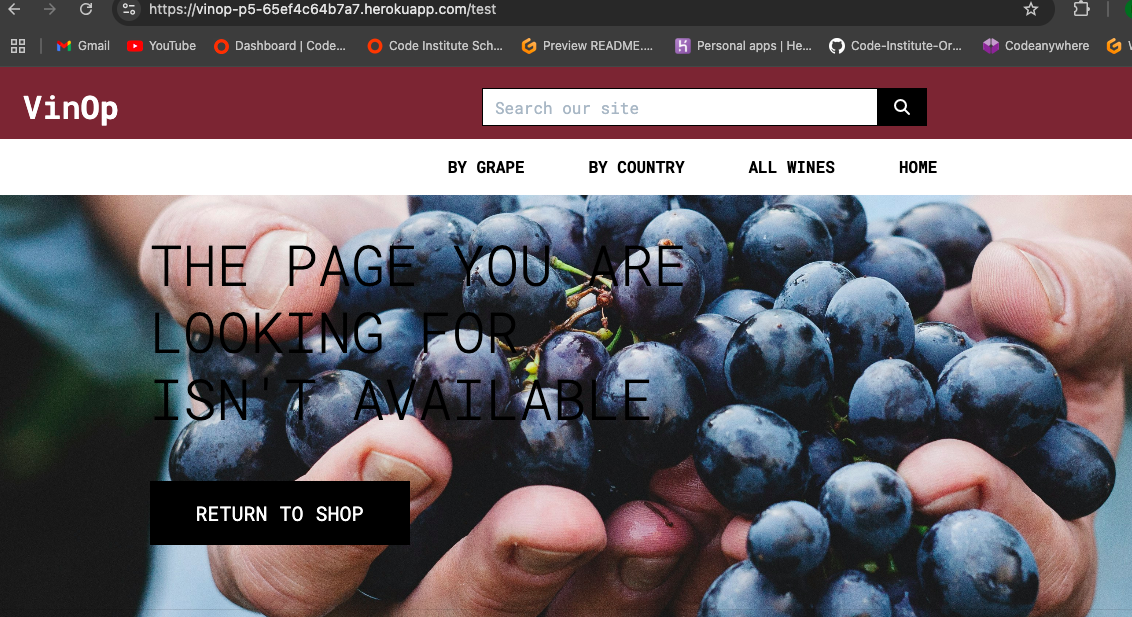 https://vinop-p5-65ef4c64b7a7.herokuapp.com/test
Gmail YouTube Dashboard | Code... Code Institute Sch... Preview README.... Personal apps | He... Code-Institute-Or... Codeanywhere
VinOp
Search our site
BY GRAPE BY COUNTRY ALL WINES HOME
THE PAGE YOU ARE
LOOKING FOR
ISN'T AVAILABLE
RETURN TO SHOP